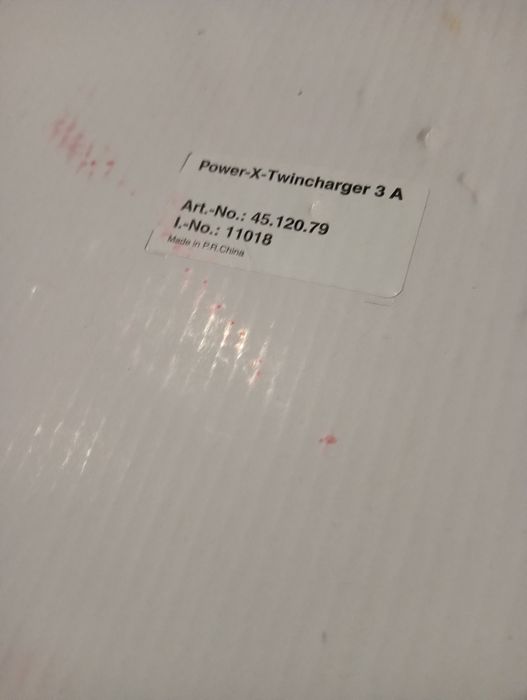 Power-X-Twincharger 3 A
Art.-No.: 45.120.79
I.-No.: 11018
Made in P.R.China